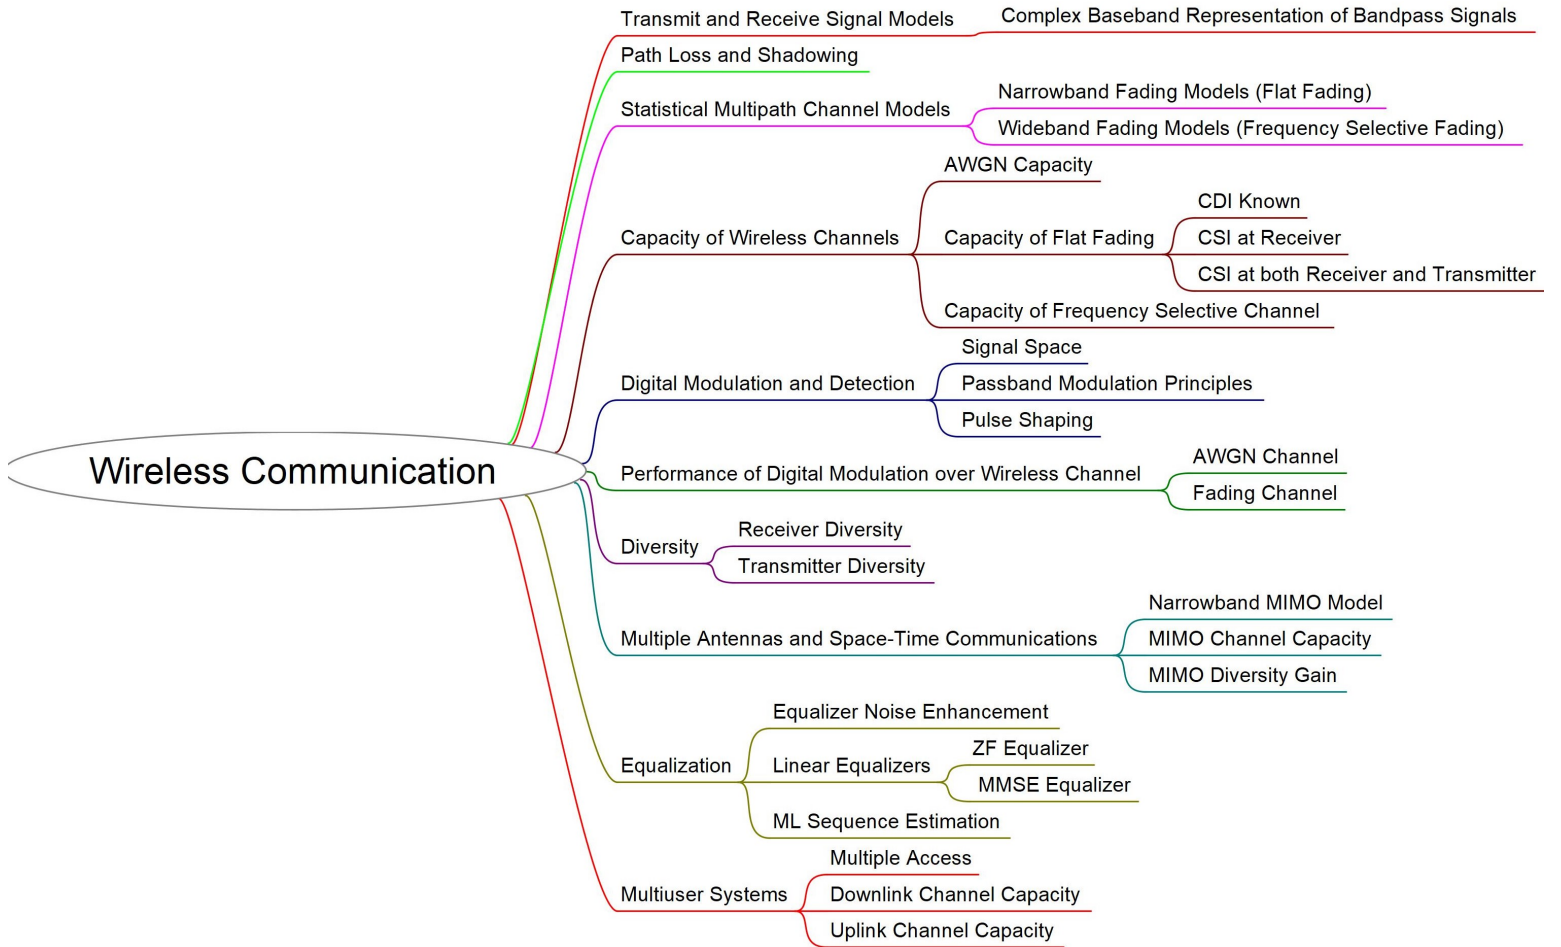 Wireless Communication
Transmit and Receive Signal Models
Complex Baseband Representation of Bandpass Signals
Path Loss and Shadowing
Statistical Multipath Channel Models
Narrowband Fading Models (Flat Fading)
Wideband Fading Models (Frequency Selective Fading)
Capacity of Wireless Channels
AWGN Capacity
Capacity of Flat Fading
CDI Known
CSI at Receiver
CSI at both Receiver and Transmitter
Capacity of Frequency Selective Channel
Digital Modulation and Detection
Signal Space
Passband Modulation Principles
Pulse Shaping
Performance of Digital Modulation over Wireless Channel
AWGN Channel
Fading Channel
Diversity
Receiver Diversity
Transmitter Diversity
Multiple Antennas and Space-Time Communications
Narrowband MIMO Model
MIMO Channel Capacity
MIMO Diversity Gain
Equalization
Equalizer Noise Enhancement
Linear Equalizers
ZF Equalizer
MMSE Equalizer
ML Sequence Estimation
Multiuser Systems
Multiple Access
Downlink Channel Capacity
Uplink Channel Capacity